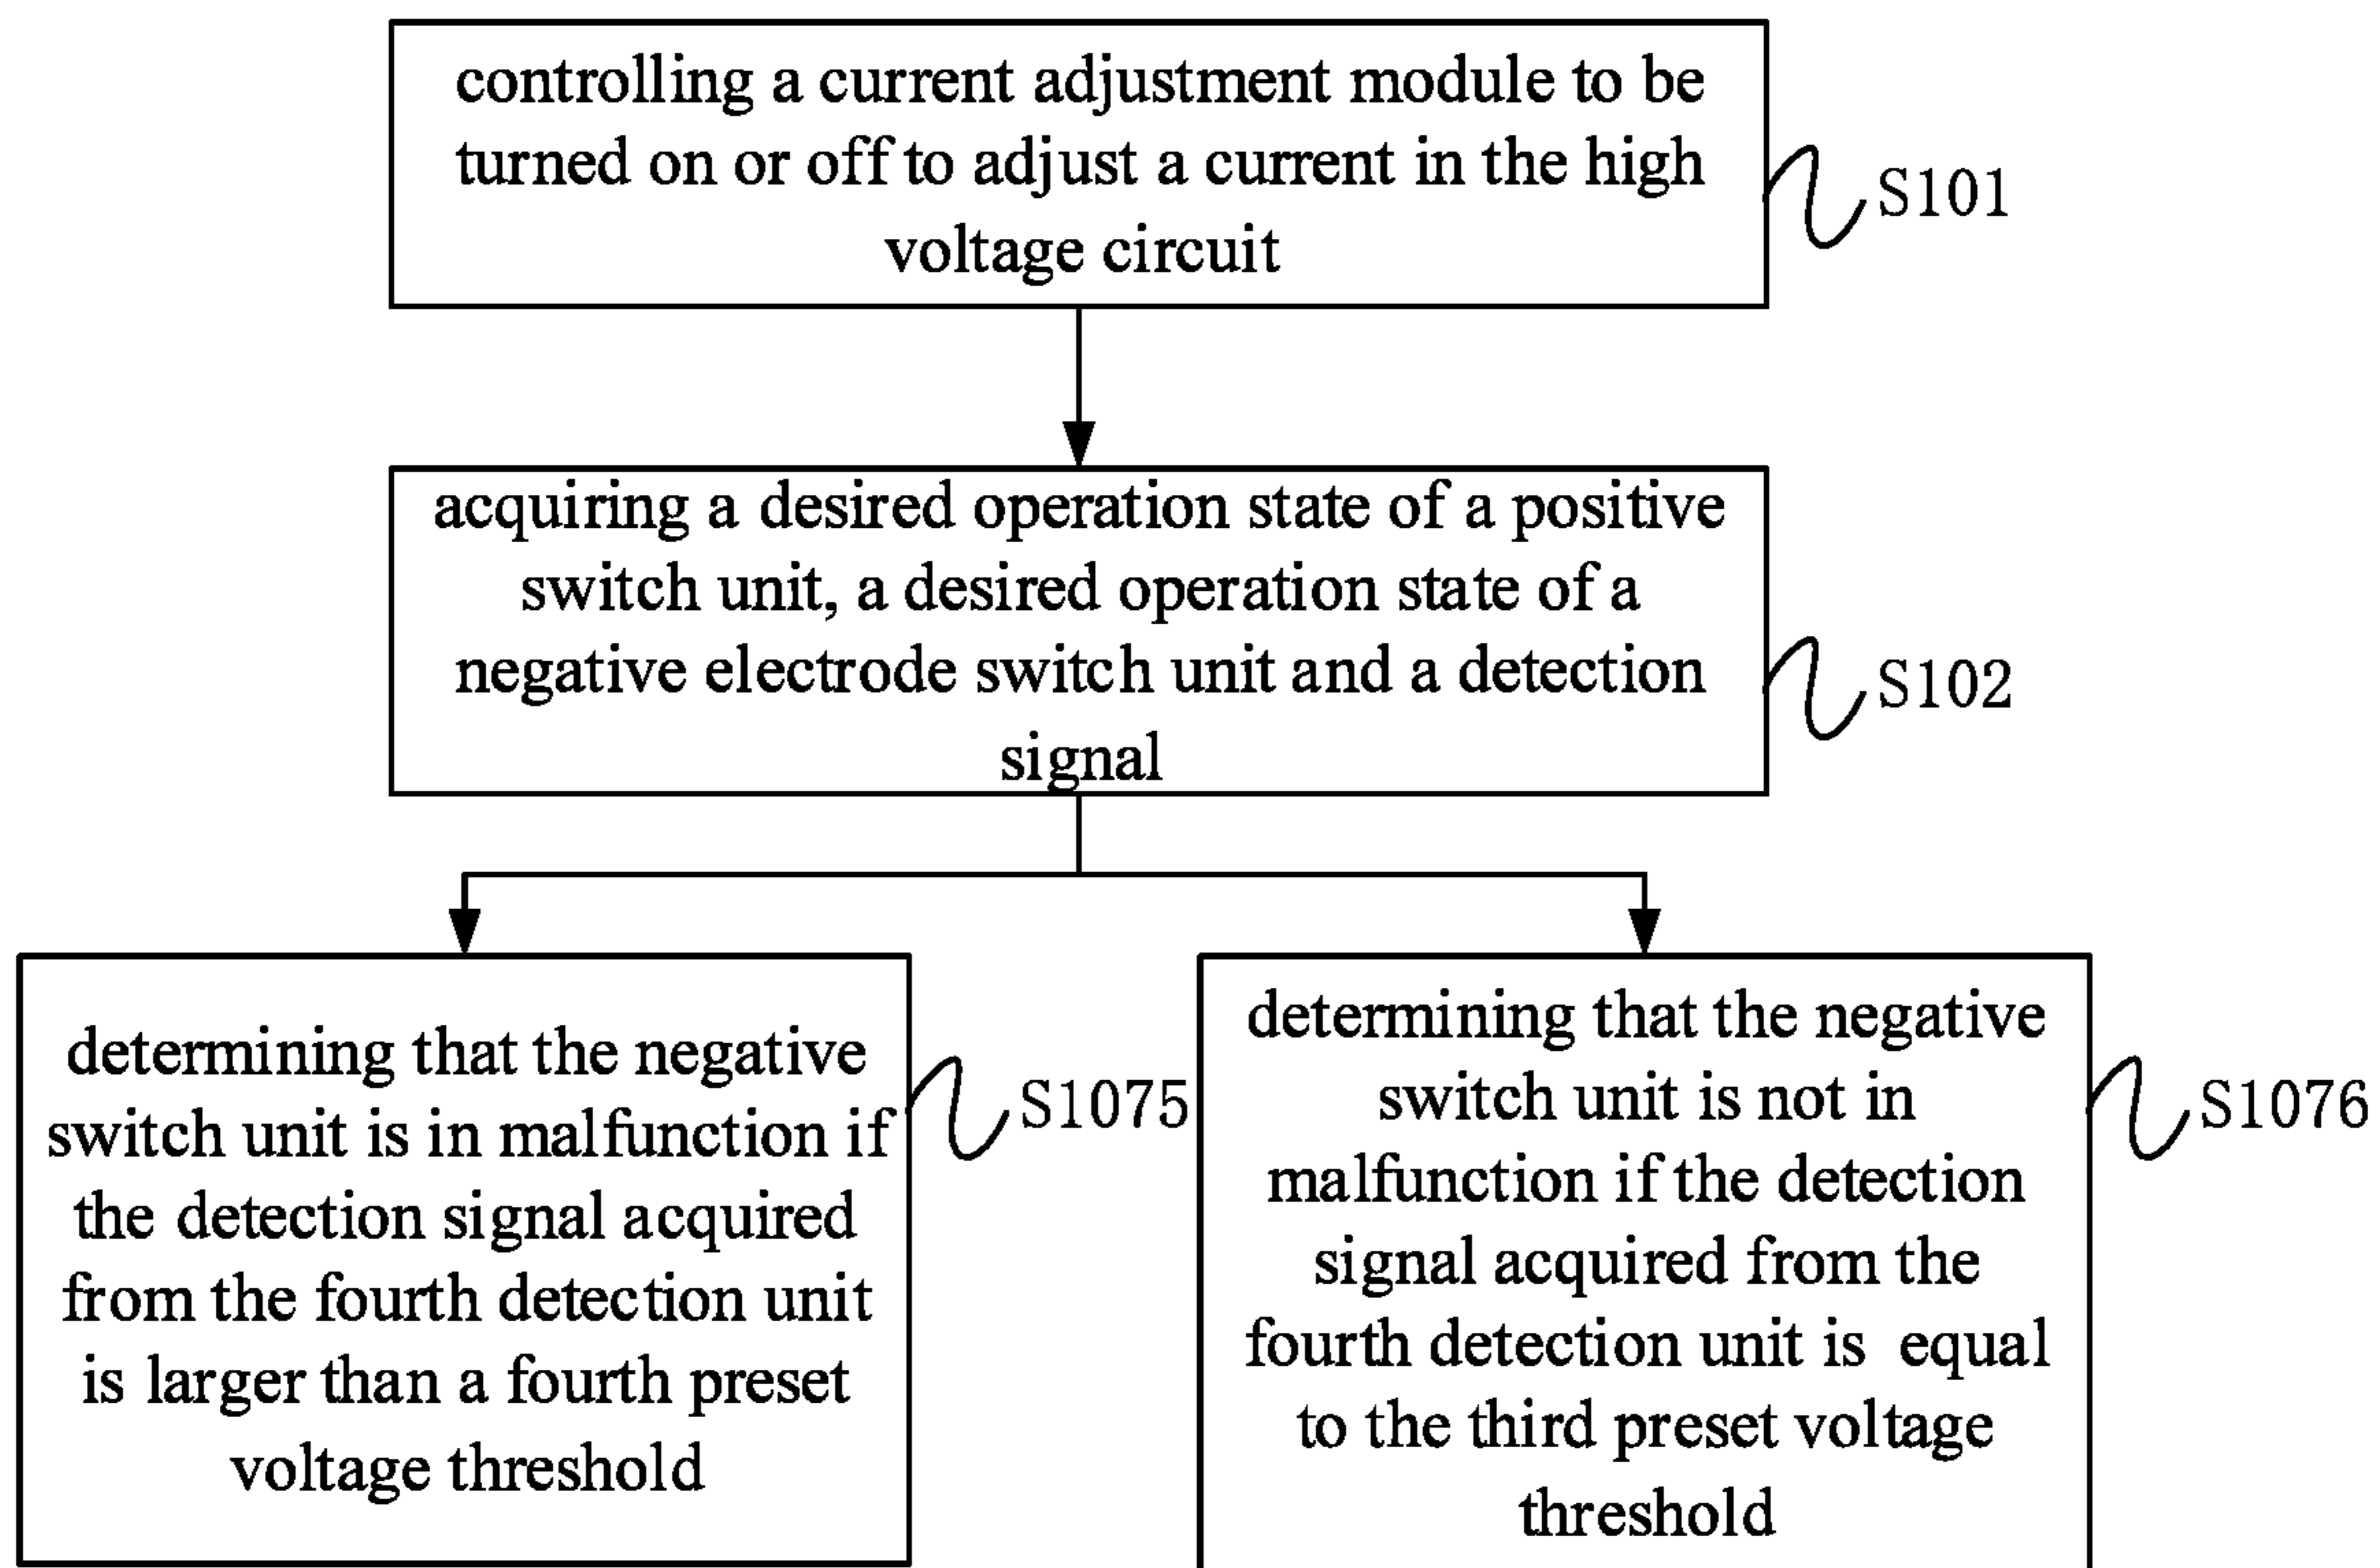 controlling a current adjustment module to be
turned on or off to adjust a current in the high
voltage circuit
S101
acquiring a desired operation state of a positive
switch unit, a desired operation state of a
negative electrode switch unit and a detection
signal
S102
determining that the negative
switch unit is in malfunction if
the detection signal acquired
from the fourth detection unit
is larger than a fourth preset
voltage threshold
S1075
determining that the negative
switch unit is not in
malfunction if the detection
signal acquired from the
fourth detection unit is equal
to the third preset voltage
threshold
S1076